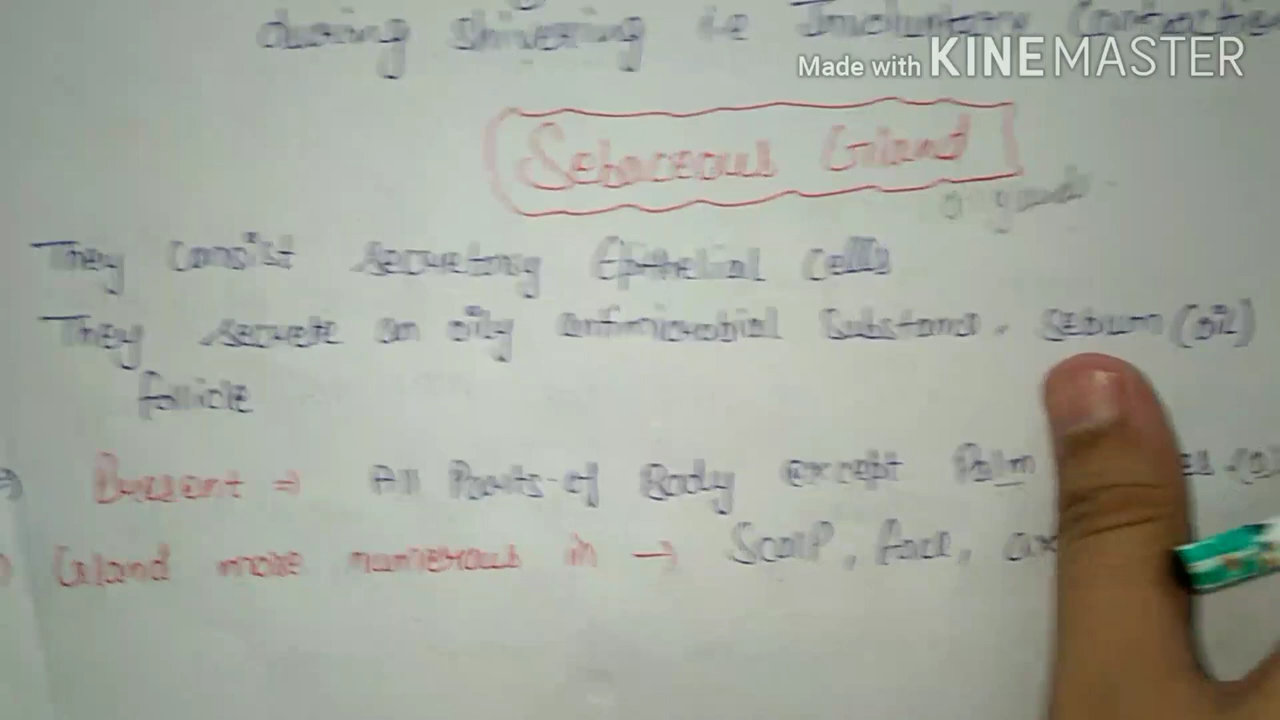 during shivering i.e Involuntary Contraction
Made with KINEMASTER
Sebaceous Gland
They consist secretory Epithelial cells
They secrete an oily antimicrobial substance. sebum (oil)
follicle
Present ⇒ All Parts of Body except Palm
Gland more numerous in → Scalp, face,